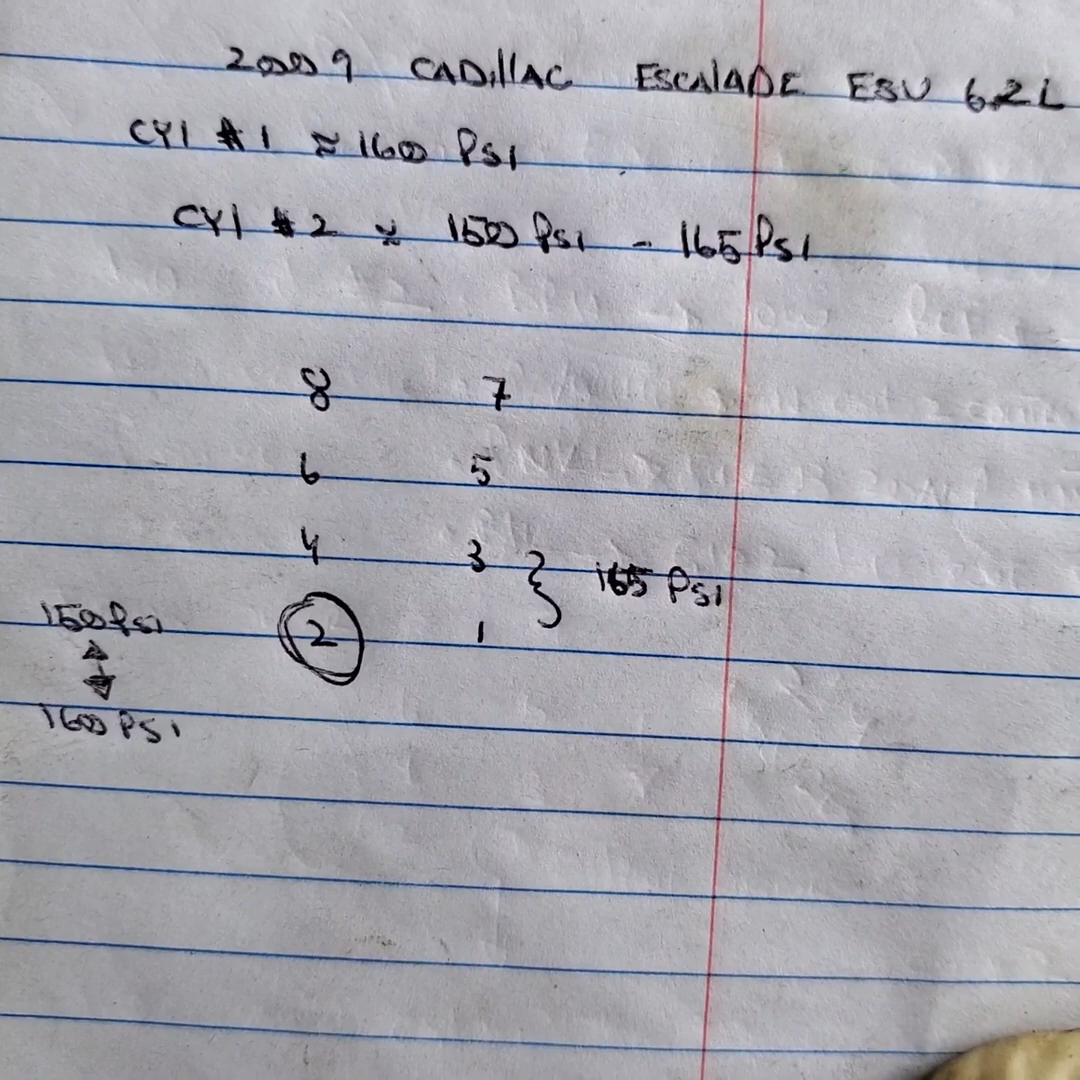 2009 CADillAC ESCAlADE ESV 6.2L
CYl #1 ≈ 160 PSI
CYl #2 ≈ 150 PSI - 165 PSI
8 7
6 5
4 3 } 165 PSI
150 PSI 2 1
160 PSI